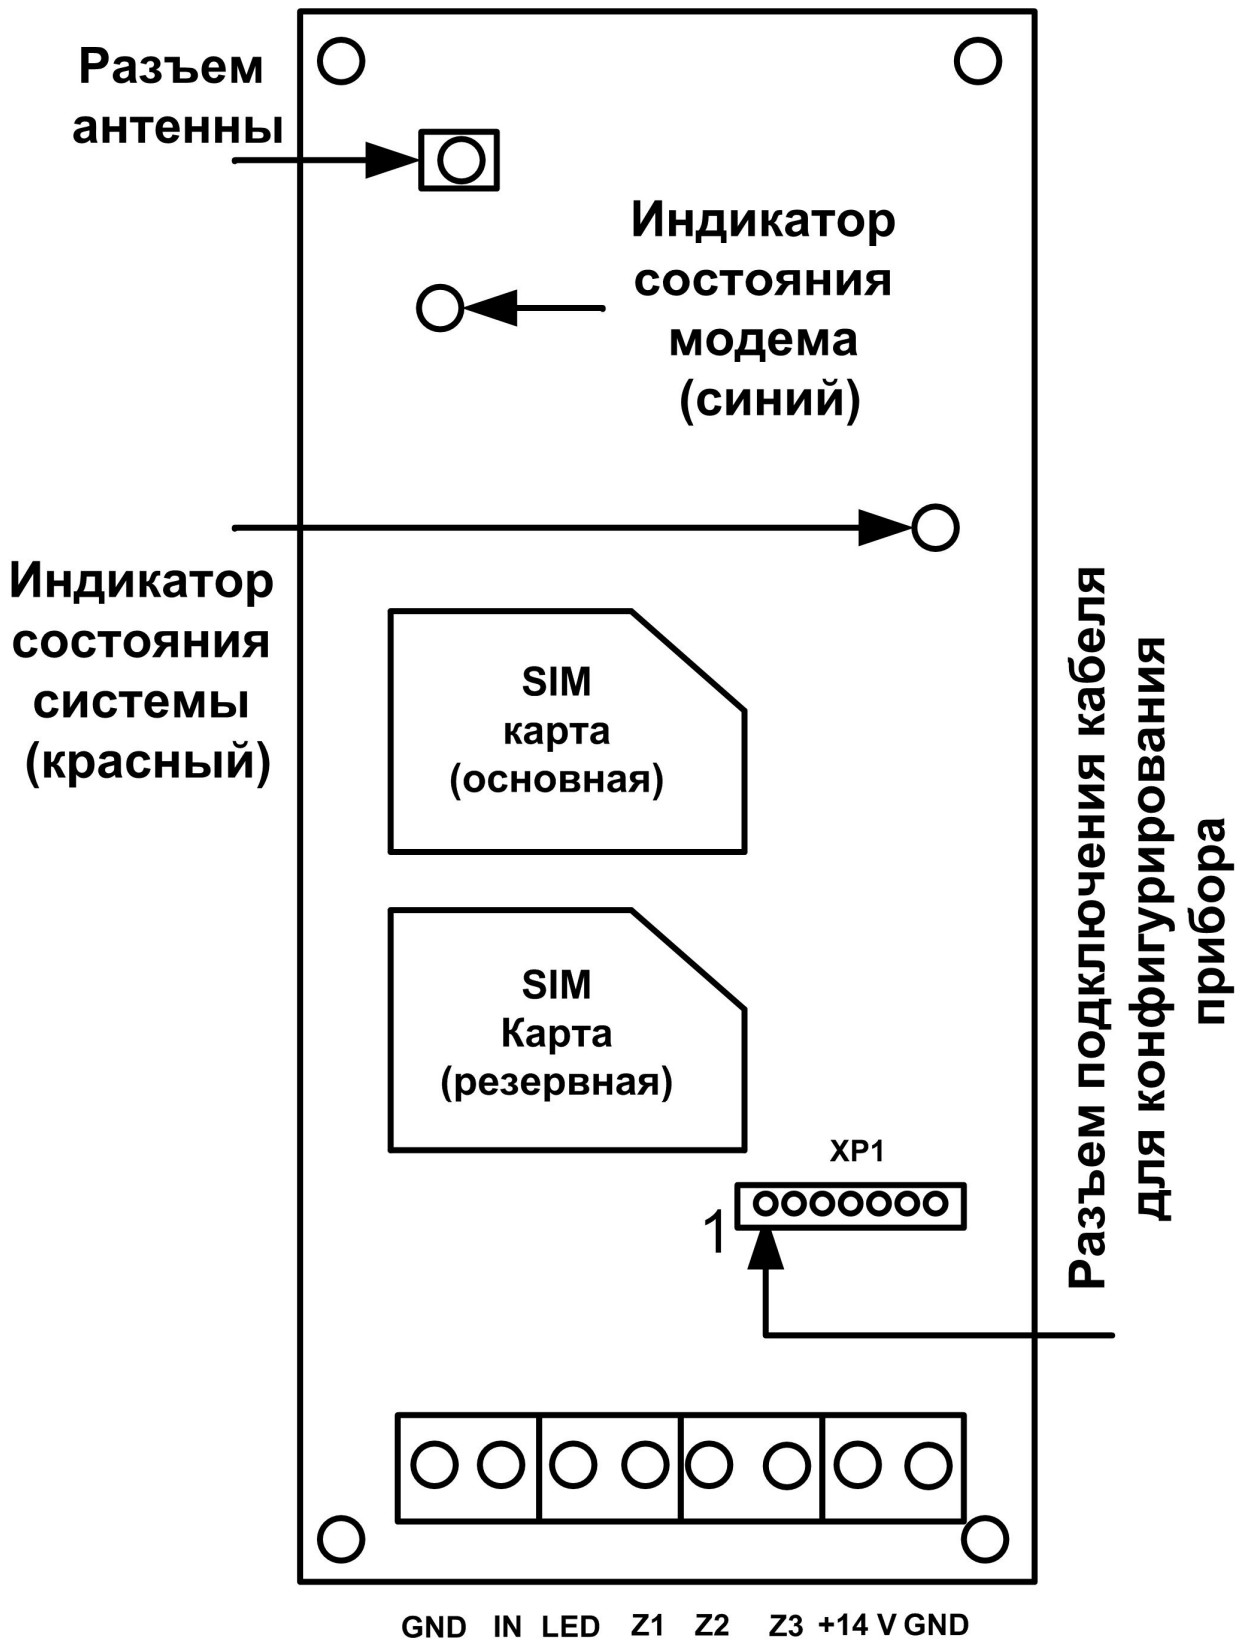 Разъем
антенны
Индикатор
состояния
модема
(синий)
Индикатор
состояния
системы
(красный)
SIM
карта
(основная)
SIM
Карта
(резервная)
Разъем подключения кабеля
для конфигурирования
прибора
XP1
1
GND IN LED Z1 Z2 Z3 +14 V GND